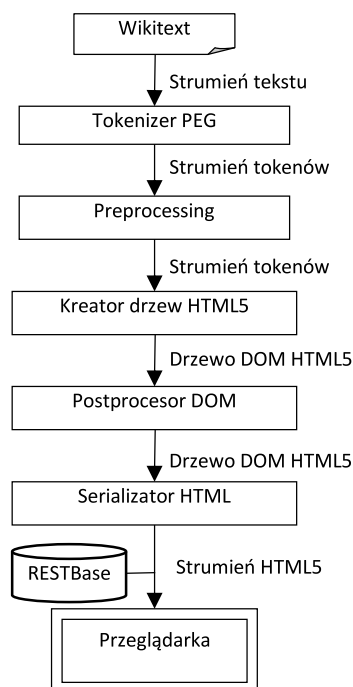 Wikitext
Strumień tekstu
Tokenizer PEG
Strumień tokenów
Preprocessing
Strumień tokenów
Kreator drzew HTML5
Drzewo DOM HTML5
Postprocesor DOM
Drzewo DOM HTML5
Serializator HTML
RESTBase
Strumień HTML5
Przeglądarka